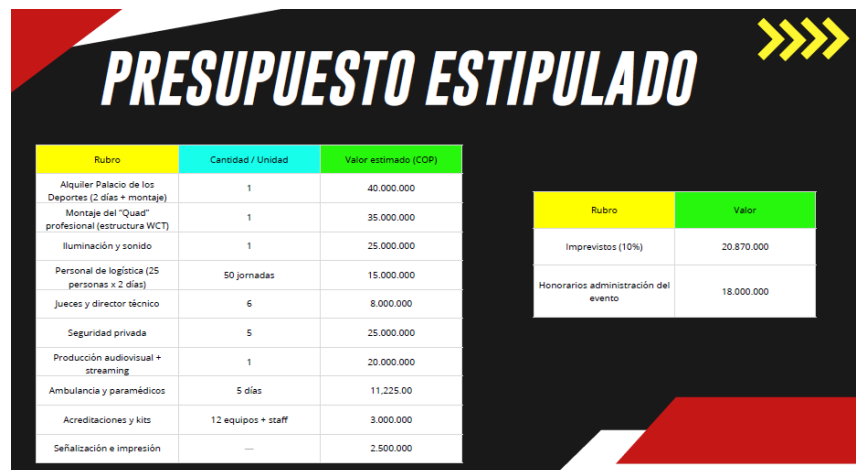 PRESUPUESTO ESTIPULADO
Rubro Cantidad / Unidad Valor estimado (COP)
Alquiler Palacio de los
Deportes (2 días + montaje) 1 40.000.000
Montaje del "Quad"
profesional (estructura WCT) 1 35.000.000
Iluminación y sonido 1 25.000.000
Personal de logística (25
personas x 2 días) 50 jornadas 15.000.000
Jueces y director técnico 6 8.000.000
Seguridad privada 5 25.000.000
Producción audiovisual +
streaming 1 20.000.000
Ambulancia y paramédicos 5 días 11,225.00
Acreditaciones y kits 12 equipos + staff 3.000.000
Señalización e impresión — 2.500.000
Rubro Valor
Imprevistos (10%) 20.870.000
Honorarios administración del
evento 18.000.000